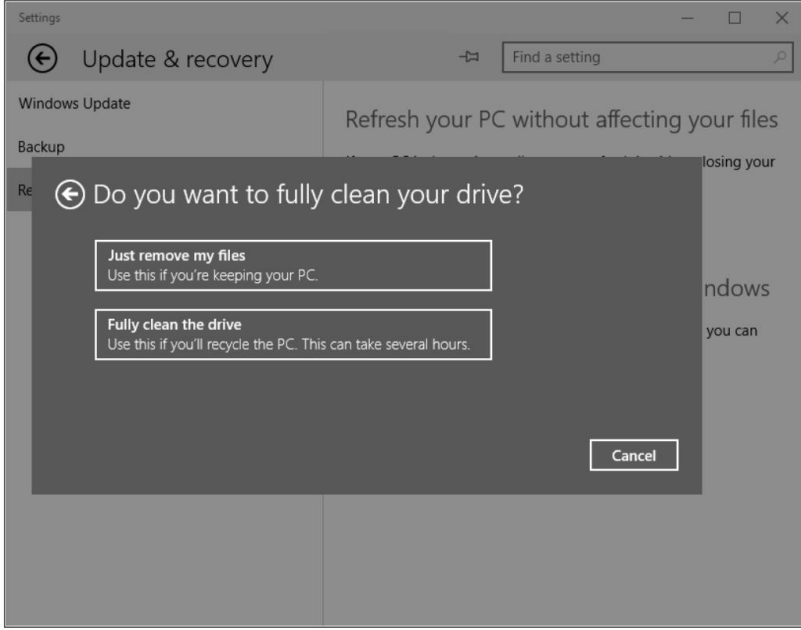 Settings
Update & recovery
Find a setting
Windows Update
Backup
Re
Refresh your PC without affecting your files
losing your
ndows
you can
Do you want to fully clean your drive?
Just remove my files
Use this if you're keeping your PC.
Fully clean the drive
Use this if you'll recycle the PC. This can take several hours.
Cancel